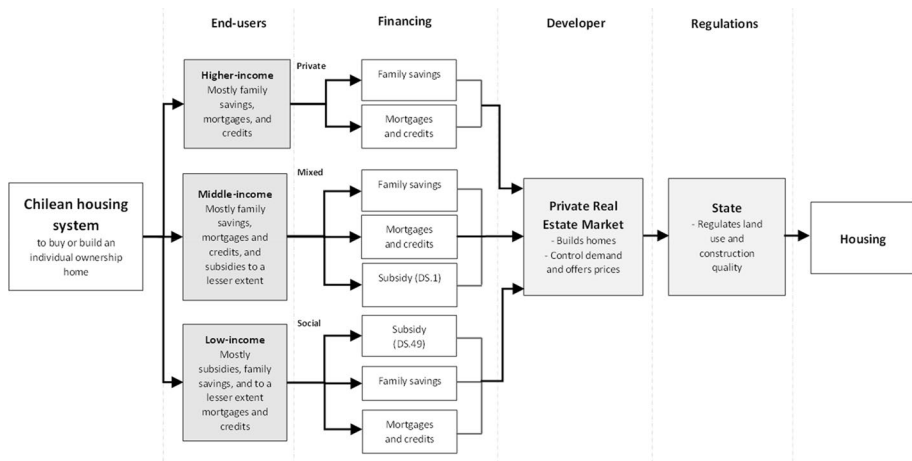 End-users
Financing
Developer
Regulations
Chilean housing
system
to buy or build an
individual ownership
home
Higher-income
Mostly family
savings,
mortgages, and
credits
Private
Family savings
Mortgages
and credits
Middle-income
Mostly family
savings,
mortgages and
credits, and
subsidies to a
lesser extent
Mixed
Family savings
Mortgages
and credits
Subsidy (DS.1)
Low-income
Mostly
subsidies, family
savings, and to a
lesser extent
mortgages and
credits
Social
Subsidy
(DS.49)
Family savings
Mortgages
and credits
Private Real
Estate Market
- Builds homes
- Control demand
and offers prices
State
- Regulates land
use and
construction
quality
Housing